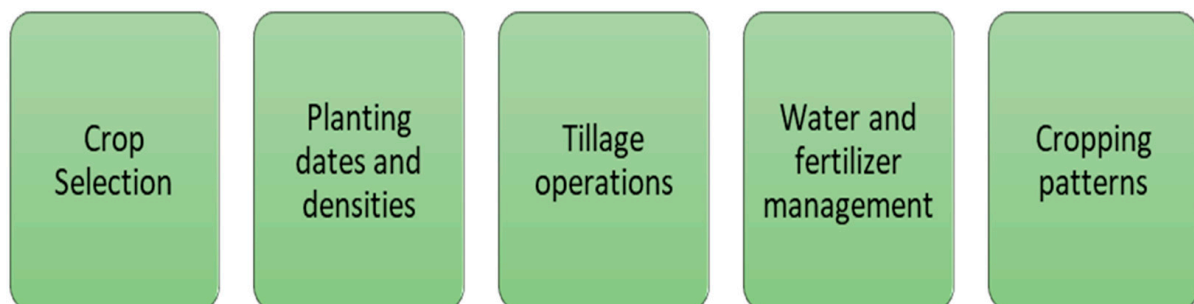 Crop
Selection
Planting
dates and
densities
Tillage
operations
Water and
fertilizer
management
Cropping
patterns